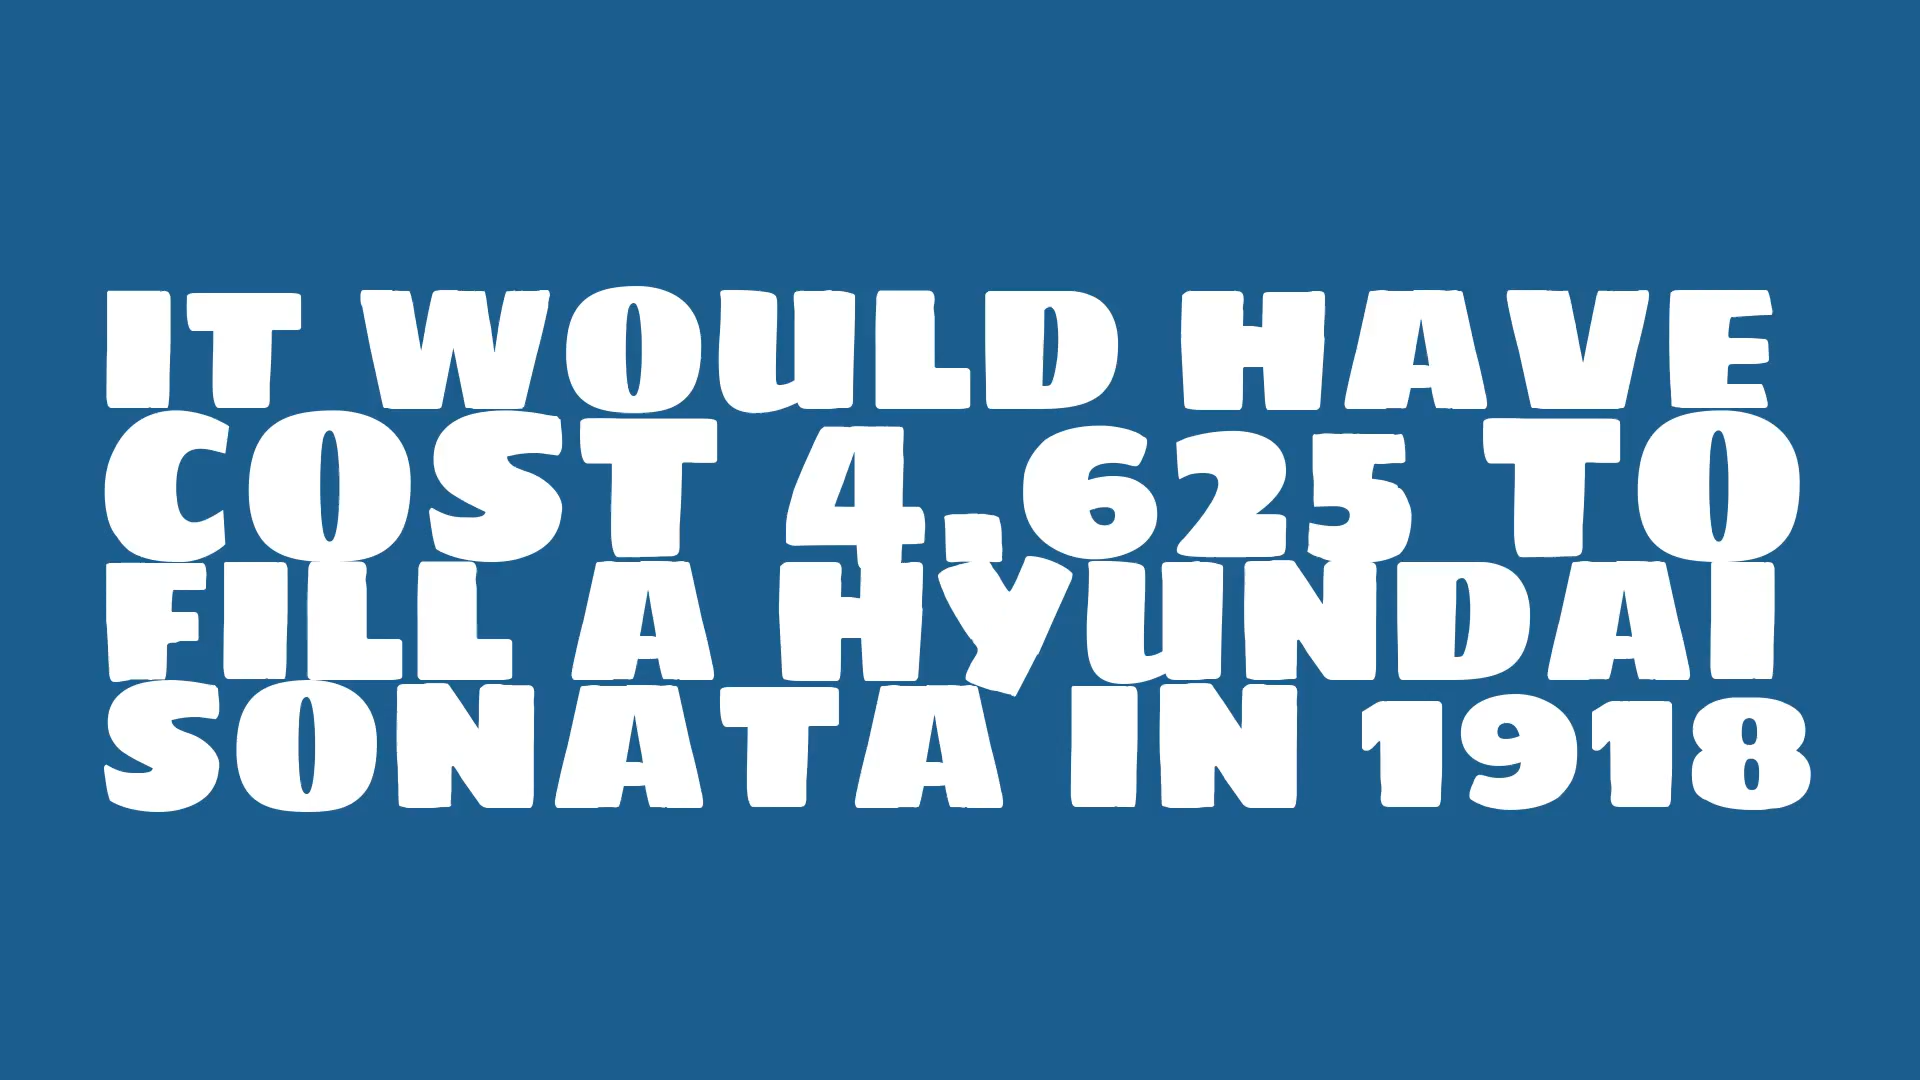 IT WOULD HAVE
COST 4.625 TO
FILL A HYUNDAI
SONATA IN 1918